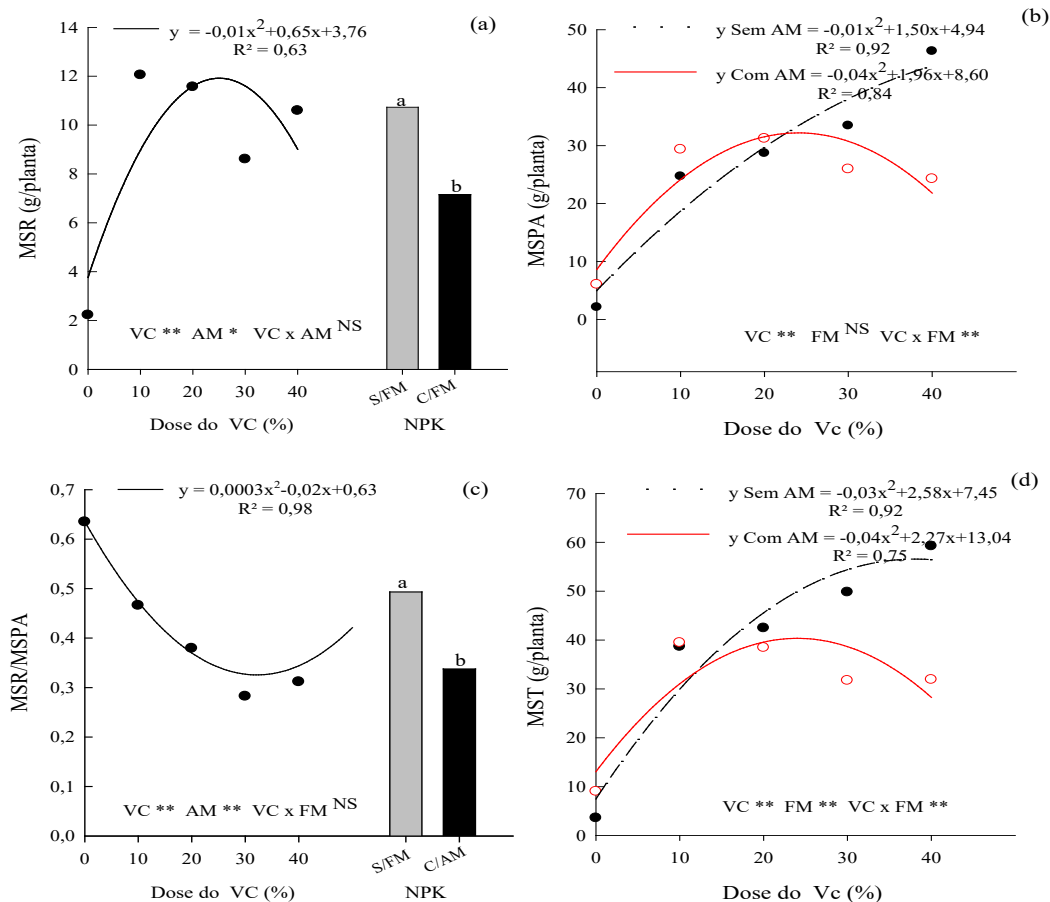 (a)
y = -0,01x²+0,65x+3,76
R² = 0,63
14
12
10
8
6
4
2
0
MSR (g/planta)
a
b
VC ** AM * VC x AM NS
0 10 20 30 40
S/FM C/FM
Dose do VC (%) NPK
(b)
y Sem AM = -0,01x²+1,50x+4,94
R² = 0,92
y Com AM = -0,04x²+1,96x+8,60
R² = 0,84
50
40
30
20
10
0
MSPA (g/planta)
VC ** FM NS VC x FM **
0 10 20 30 40
Dose do Vc (%)
(c)
y = 0,0003x²-0,02x+0,63
R² = 0,98
0,7
0,6
0,5
0,4
0,3
0,2
0,1
0,0
MSR/MSPA
a
b
VC ** AM ** VC x FM NS
0 10 20 30 40
S/FM C/AM
Dose do VC (%) NPK
(d)
y Sem AM = -0,03x²+2,58x+7,45
R² = 0,92
y Com AM = -0,04x²+2,27x+13,04
R² = 0,75
70
60
50
40
30
20
10
0
MST (g/planta)
VC ** FM ** VC x FM **
0 10 20 30 40
Dose do Vc (%)